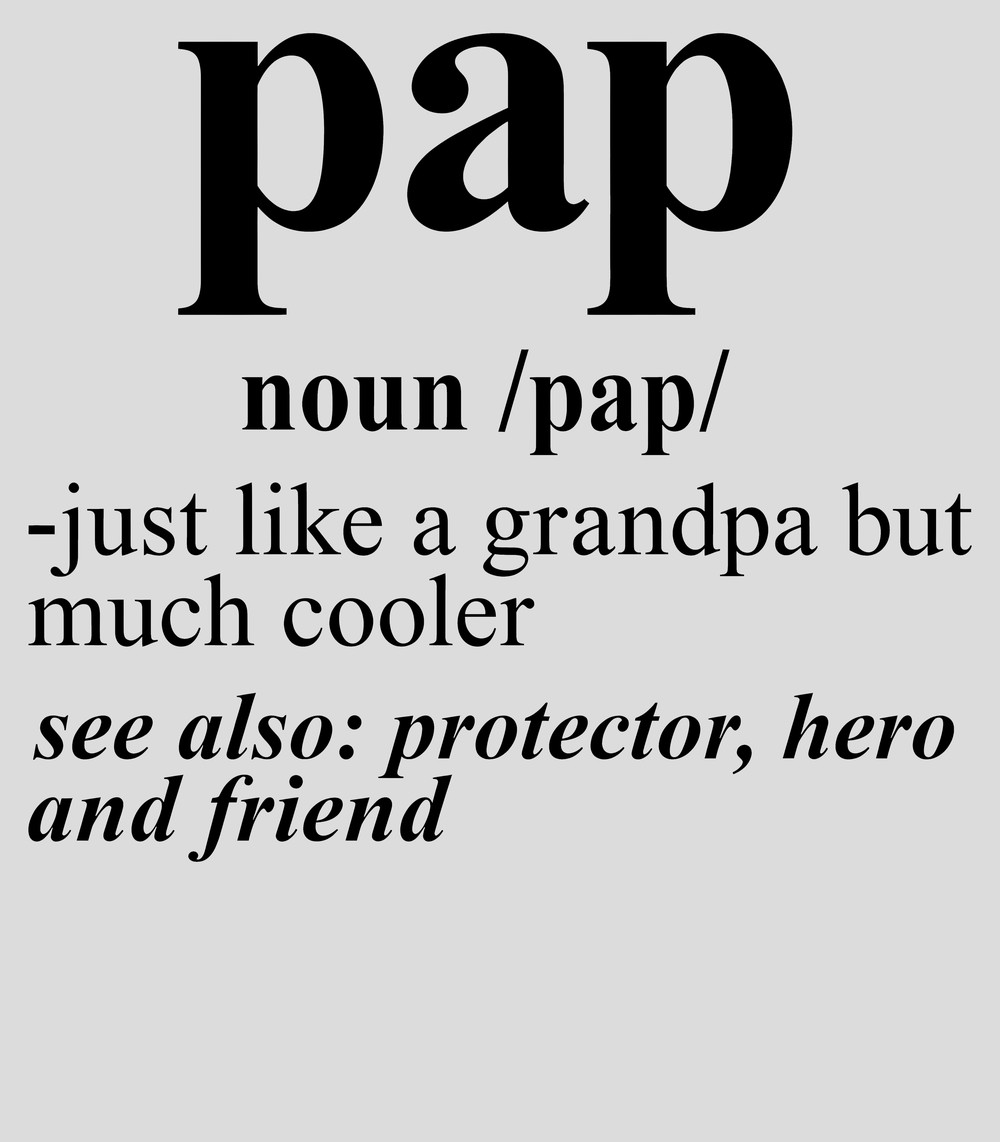 pap
noun /pap/
-just like a grandpa but
much cooler
see also: protector, hero
and friend